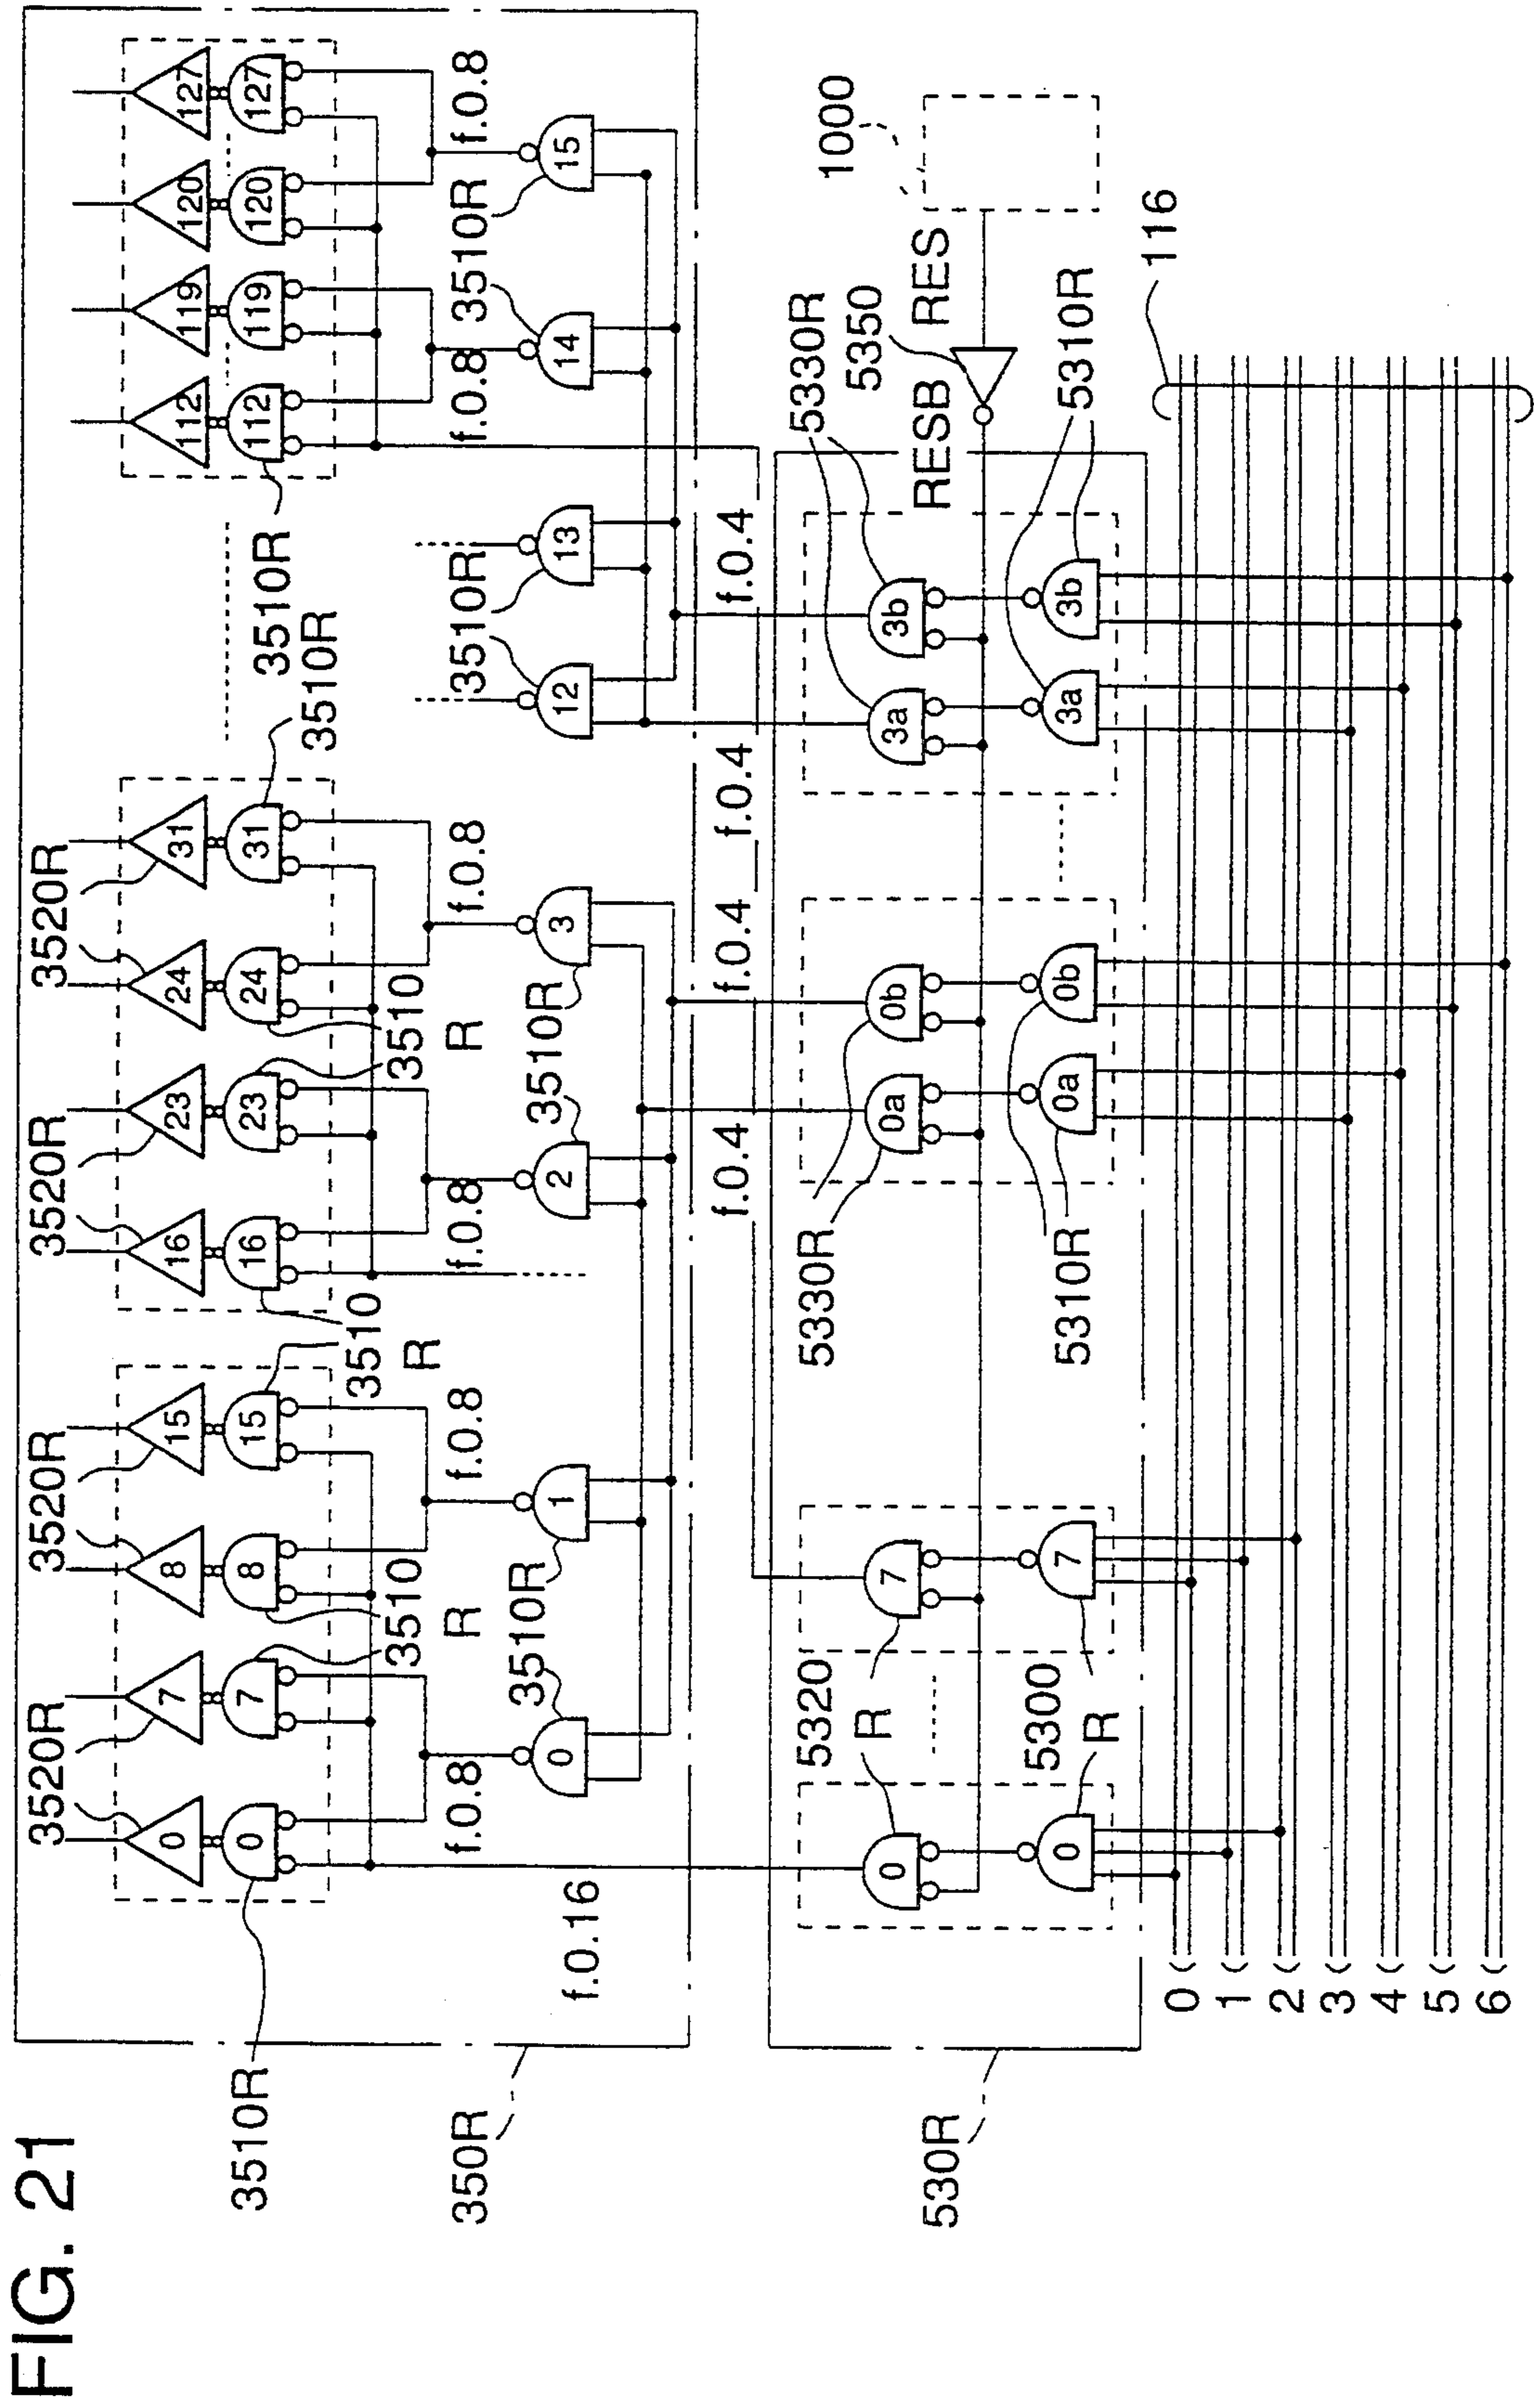 FIG. 21
3520R
3520R
3520R
3520R
0
7
8
15
16
23
24
31
112
119
120
127
0
7
8
15
16
23
24
31
112
119
120
127
3510R
3510
R
3510
R
3510
R
3510R
3510R
f.0.8
f.0.8
f.0.8
f.0.8
f.0.8
f.0.8
350R
f.0.16
3510R
3510R
3510R
3510R
3510R
3510R
3510R
3510R
0
1
2
3
12
13
14
15
f.0.4
f.0.4
f.0.4
f.0.4
530R
5320
R
5330R
5330R
0
7
0a
0b
3a
3b
RESB
5350
RES
1000
5300
R
5310R
5310R
0
7
0a
0b
3a
3b
116
0
1
2
3
4
5
6